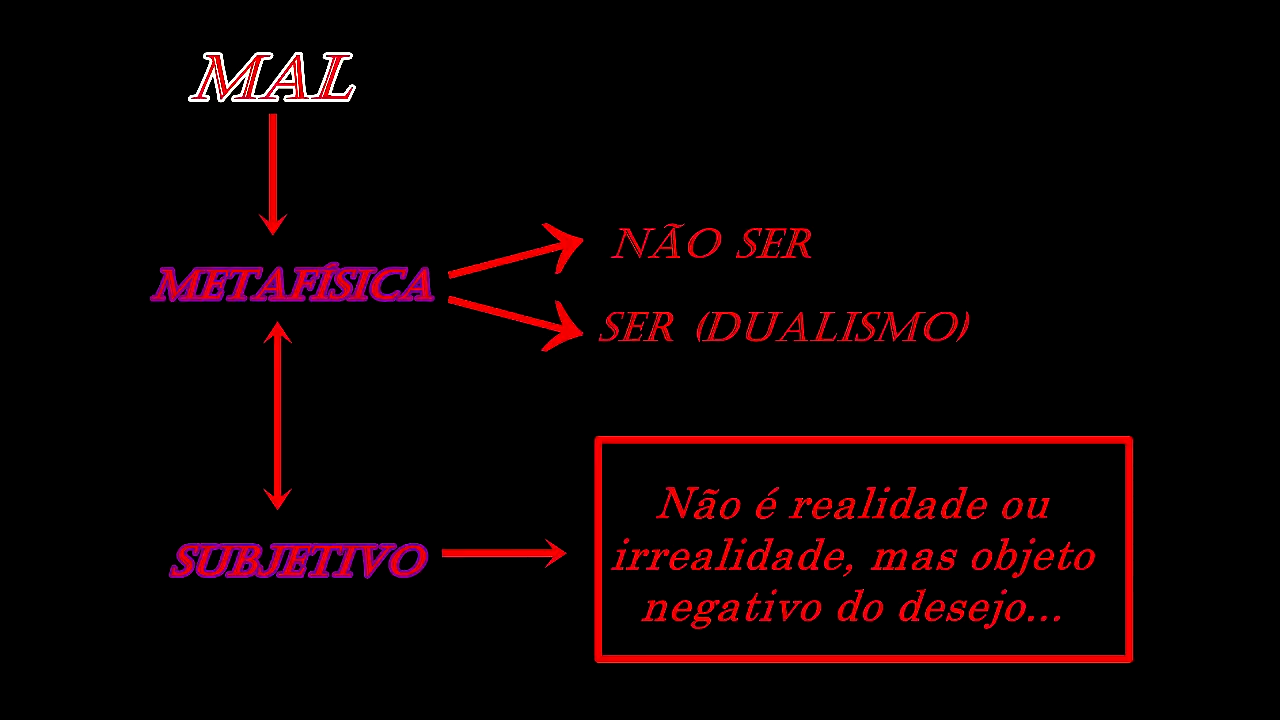 MAL
METAFÍSICA
NÃO SER
SER (DUALISMO)
SUBJETIVO
Não é realidade ou
irrealidade, mas objeto
negativo do desejo...